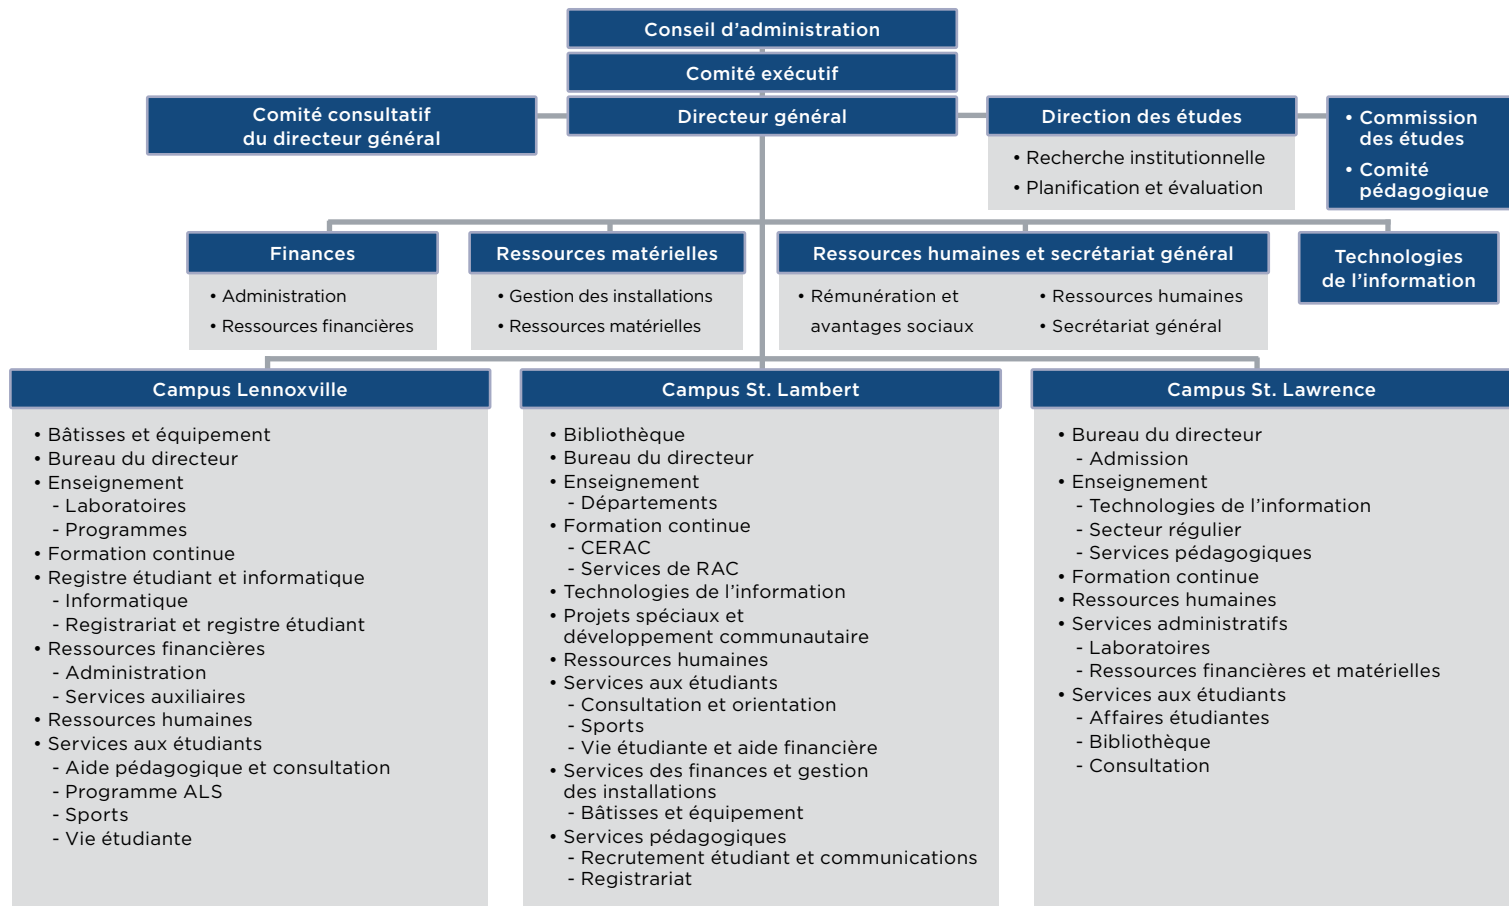 Conseil d'administration
Comité exécutif
Comité consultatif
du directeur général
Directeur général
Direction des études
• Recherche institutionnelle
• Planification et évaluation
• Commission
des études
• Comité
pédagogique
Finances
• Administration
• Ressources financières
Ressources matérielles
• Gestion des installations
• Ressources matérielles
Ressources humaines et secrétariat général
• Rémunération et
avantages sociaux
• Ressources humaines
• Secrétariat général
Technologies
de l'information
Campus Lennoxville
• Bâtisses et équipement
• Bureau du directeur
• Enseignement
- Laboratoires
- Programmes
• Formation continue
• Registre étudiant et informatique
- Informatique
- Registrariat et registre étudiant
• Ressources financières
- Administration
- Services auxiliaires
• Ressources humaines
• Services aux étudiants
- Aide pédagogique et consultation
- Programme ALS
- Sports
- Vie étudiante
Campus St. Lambert
• Bibliothèque
• Bureau du directeur
• Enseignement
- Départements
• Formation continue
- CERAC
- Services de RAC
• Technologies de l'information
• Projets spéciaux et
développement communautaire
• Ressources humaines
• Services aux étudiants
- Consultation et orientation
- Sports
- Vie étudiante et aide financière
• Services des finances et gestion
des installations
- Bâtisses et équipement
• Services pédagogiques
- Recrutement étudiant et communications
- Registrariat
Campus St. Lawrence
• Bureau du directeur
- Admission
• Enseignement
- Technologies de l'information
- Secteur régulier
- Services pédagogiques
• Formation continue
• Ressources humaines
• Services administratifs
- Laboratoires
- Ressources financières et matérielles
• Services aux étudiants
- Affaires étudiantes
- Bibliothèque
- Consultation